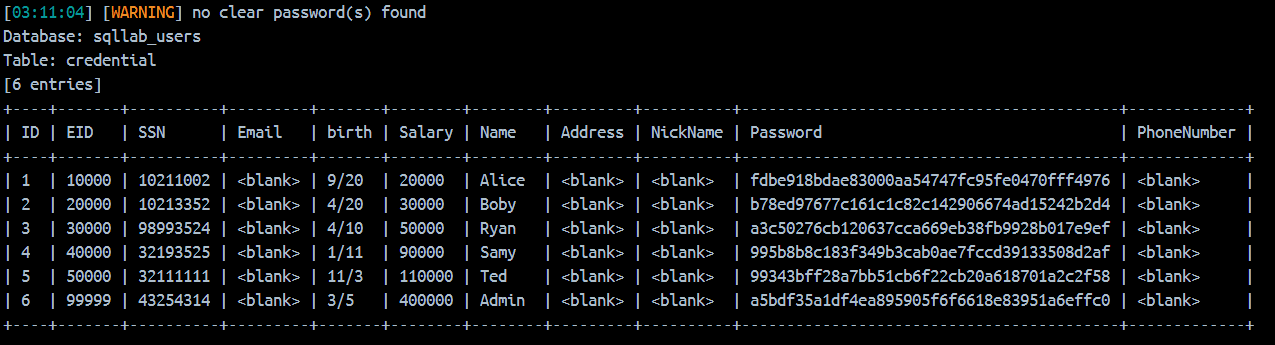 [03:11:04] [WARNING] no clear password(s) found
Database: sqllab_users
Table: credential
[6 entries]
+----+-------+----------+---------+-------+--------+-------+---------+----------+------------------------------------------+-------------+
| ID | EID   | SSN      | Email   | birth | Salary | Name  | Address | NickName | Password                                 | PhoneNumber |
+----+-------+----------+---------+-------+--------+-------+---------+----------+------------------------------------------+-------------+
| 1  | 10000 | 10211002 | <blank> | 9/20  | 20000  | Alice | <blank> | <blank>  | fdbe918bdae83000aa54747fc95fe0470fff4976 | <blank>     |
| 2  | 20000 | 10213352 | <blank> | 4/20  | 30000  | Boby  | <blank> | <blank>  | b78ed97677c161c1c82c142906674ad15242b2d4 | <blank>     |
| 3  | 30000 | 98993524 | <blank> | 4/10  | 50000  | Ryan  | <blank> | <blank>  | a3c50276cb120637cca669eb38fb9928b017e9ef | <blank>     |
| 4  | 40000 | 32193525 | <blank> | 1/11  | 90000  | Samy  | <blank> | <blank>  | 995b8b8c183f349b3cab0ae7fccd39133508d2af | <blank>     |
| 5  | 50000 | 32111111 | <blank> | 11/3  | 110000 | Ted   | <blank> | <blank>  | 99343bff28a7bb51cb6f22cb20a618701a2c2f58 | <blank>     |
| 6  | 99999 | 43254314 | <blank> | 3/5   | 400000 | Admin | <blank> | <blank>  | a5bdf35a1df4ea895905f6f6618e83951a6effc0 | <blank>     |
+----+-------+----------+---------+-------+--------+-------+---------+----------+------------------------------------------+-------------+